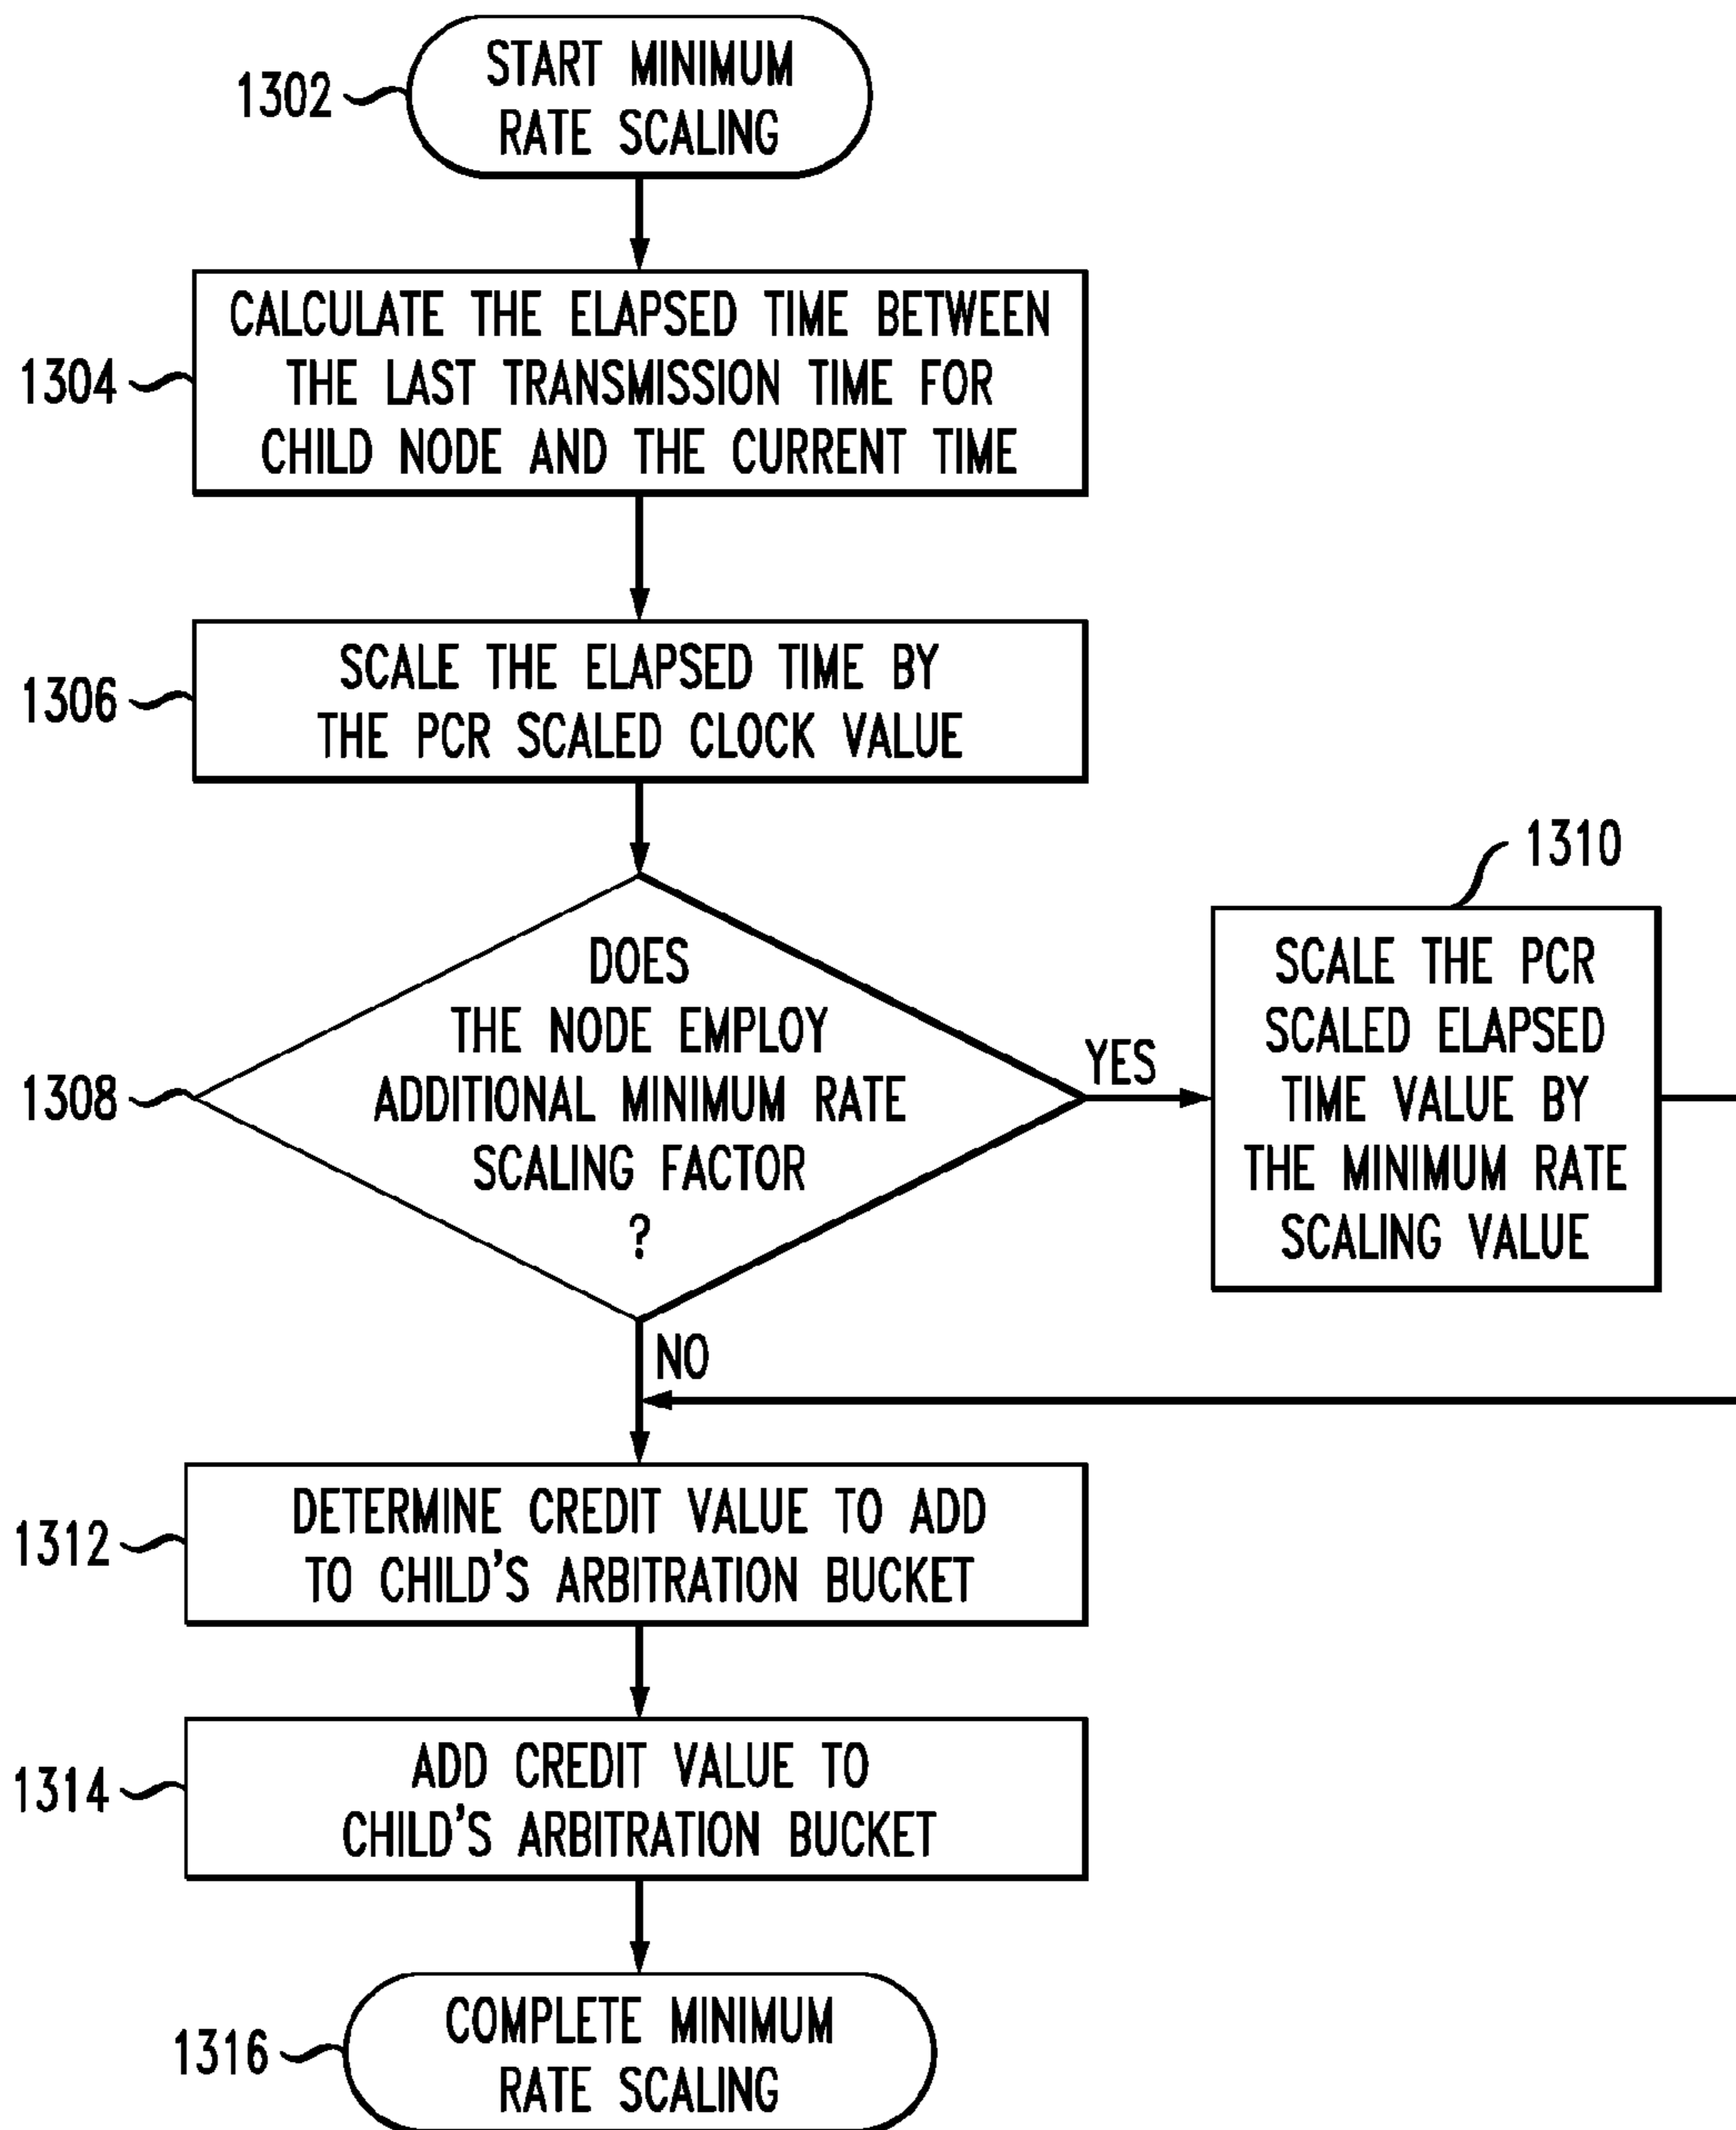 1302
START MINIMUM
RATE SCALING
1304
CALCULATE THE ELAPSED TIME BETWEEN
THE LAST TRANSMISSION TIME FOR
CHILD NODE AND THE CURRENT TIME
1306
SCALE THE ELAPSED TIME BY
THE PCR SCALED CLOCK VALUE
1308
DOES
THE NODE EMPLOY
ADDITIONAL MINIMUM RATE
SCALING FACTOR
?
YES
1310
SCALE THE PCR
SCALED ELAPSED
TIME VALUE BY
THE MINIMUM RATE
SCALING VALUE
NO
1312
DETERMINE CREDIT VALUE TO ADD
TO CHILD'S ARBITRATION BUCKET
1314
ADD CREDIT VALUE TO
CHILD'S ARBITRATION BUCKET
1316
COMPLETE MINIMUM
RATE SCALING